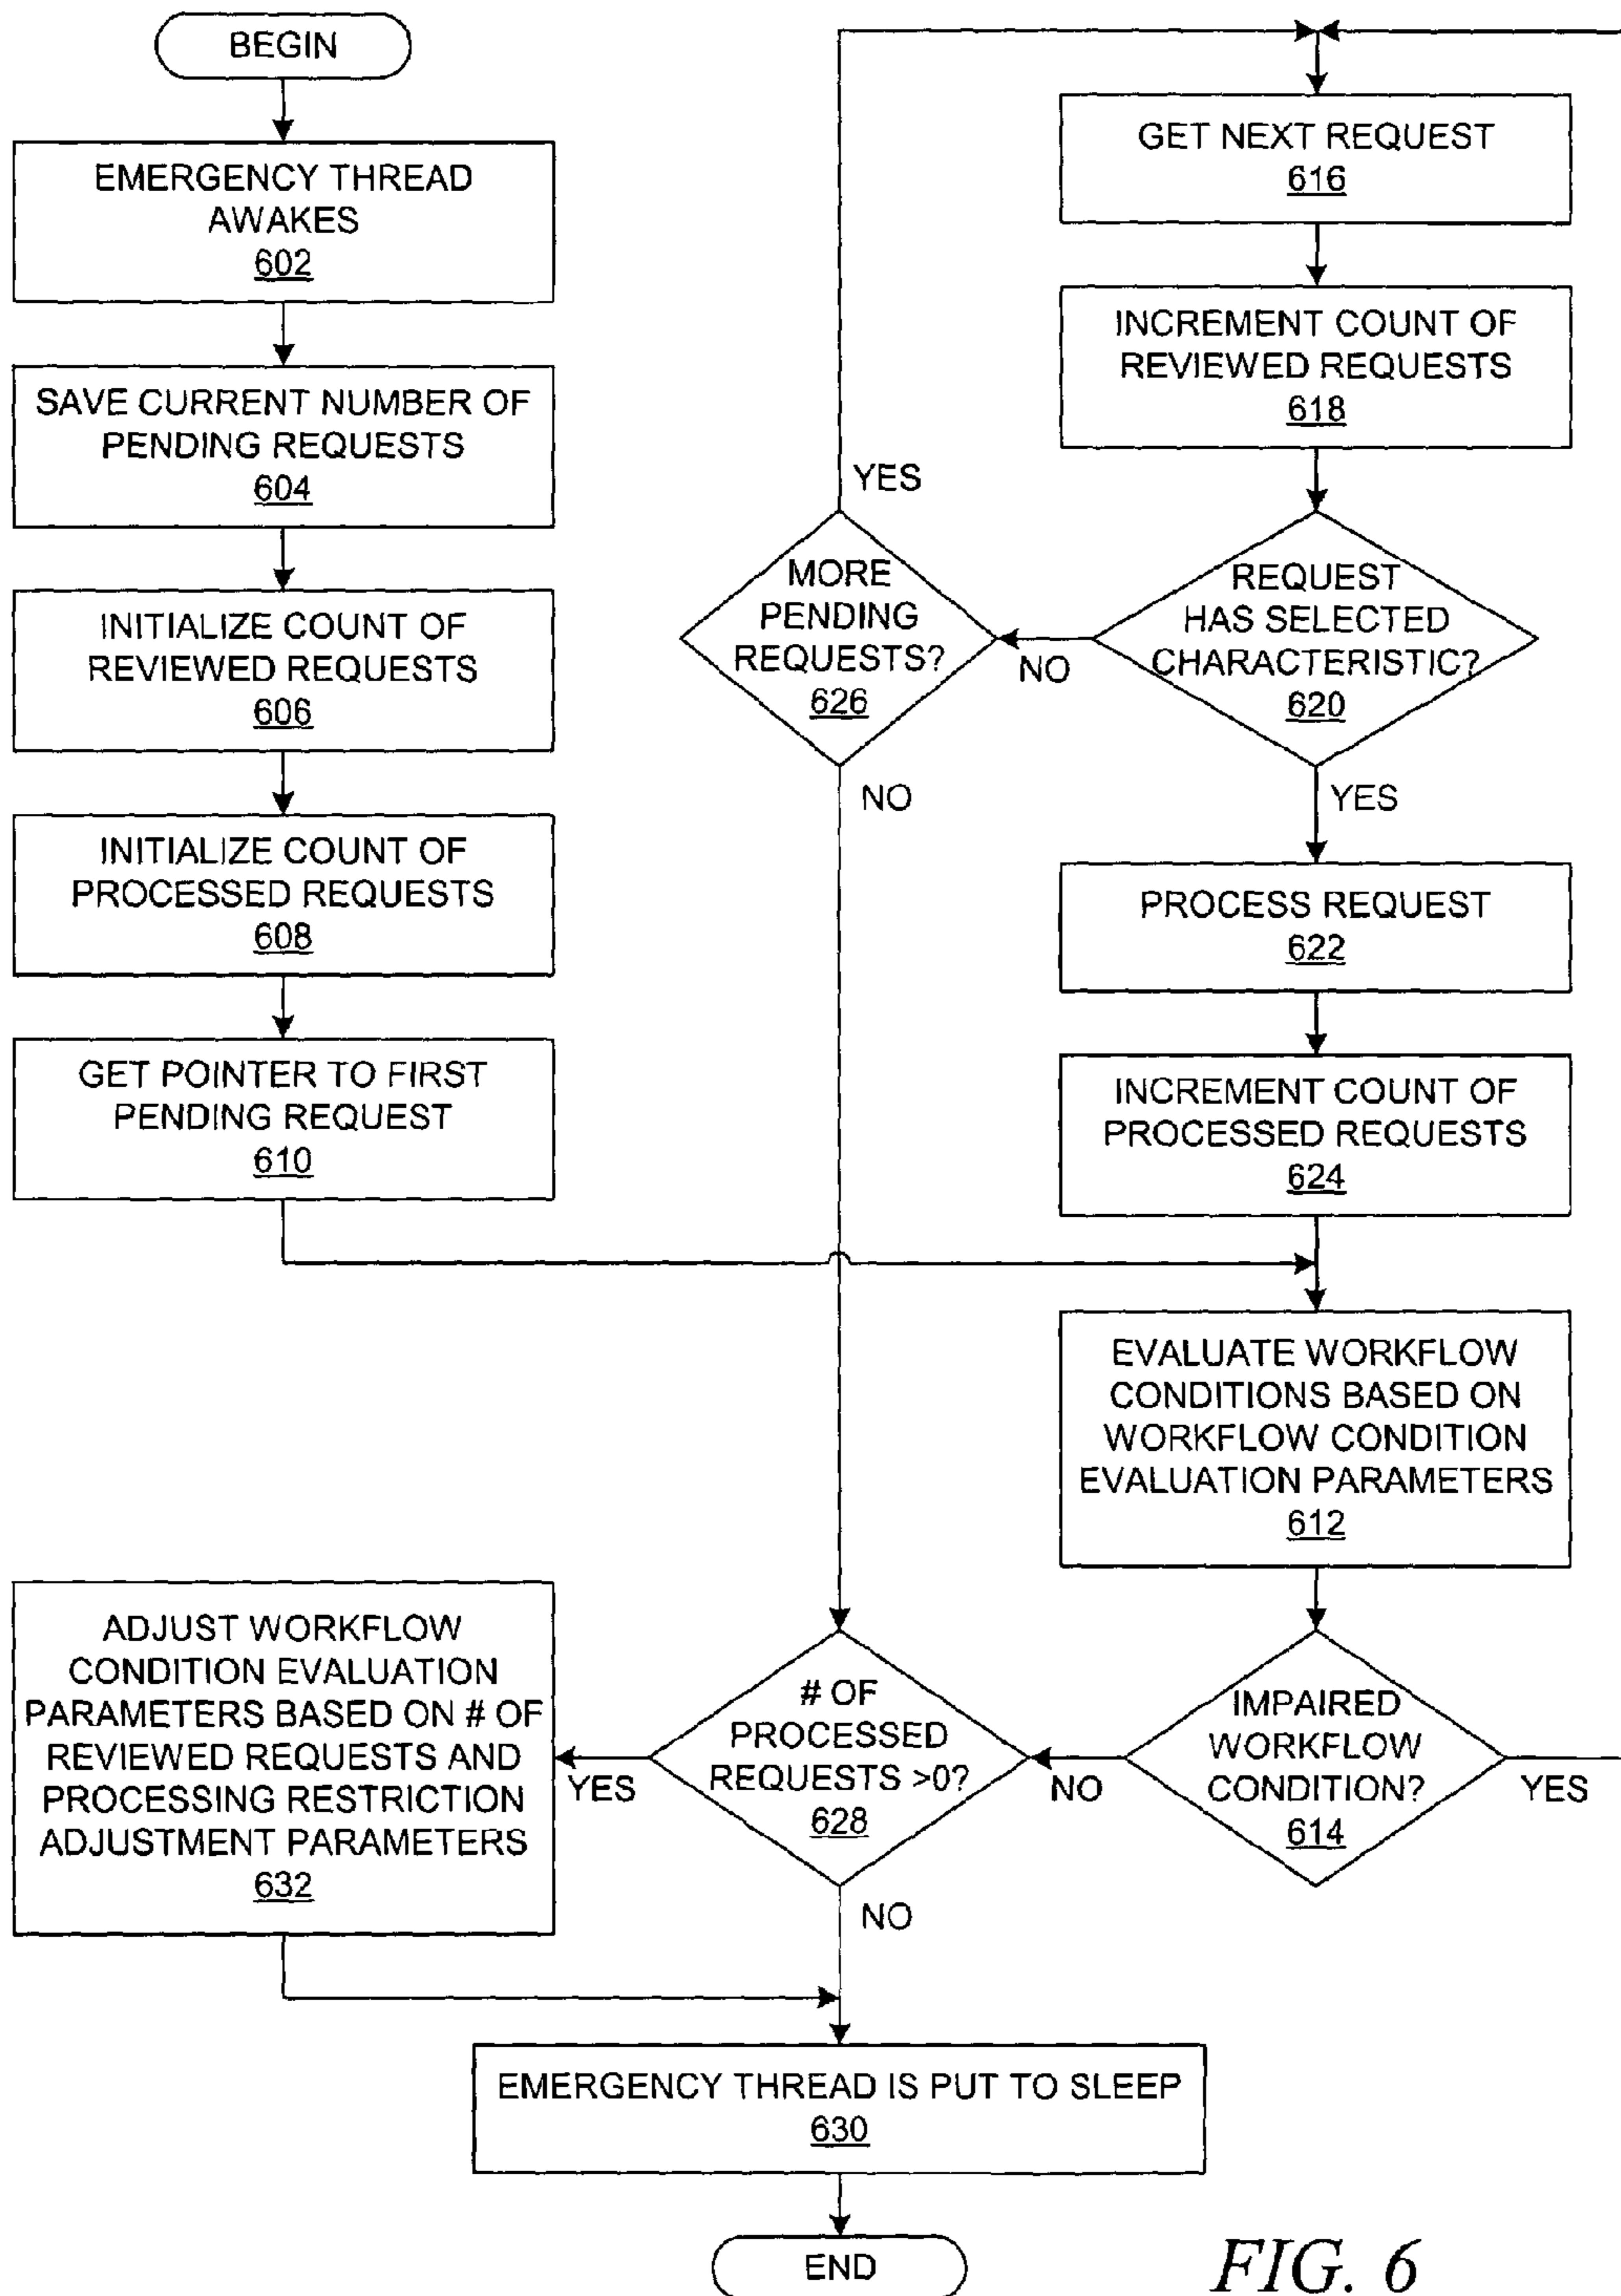 BEGIN
EMERGENCY THREAD
AWAKES
602
SAVE CURRENT NUMBER OF
PENDING REQUESTS
604
INITIALIZE COUNT OF
REVIEWED REQUESTS
606
INITIALIZE COUNT OF
PROCESSED REQUESTS
608
GET POINTER TO FIRST
PENDING REQUEST
610
GET NEXT REQUEST
616
INCREMENT COUNT OF
REVIEWED REQUESTS
618
REQUEST
HAS SELECTED
CHARACTERISTIC?
620
NO
YES
MORE
PENDING
REQUESTS?
626
YES
NO
PROCESS REQUEST
622
INCREMENT COUNT OF
PROCESSED REQUESTS
624
EVALUATE WORKFLOW
CONDITIONS BASED ON
WORKFLOW CONDITION
EVALUATION PARAMETERS
612
IMPAIRED
WORKFLOW
CONDITION?
614
YES
NO
# OF
PROCESSED
REQUESTS >0?
628
YES
NO
ADJUST WORKFLOW
CONDITION EVALUATION
PARAMETERS BASED ON # OF
REVIEWED REQUESTS AND
PROCESSING RESTRICTION
ADJUSTMENT PARAMETERS
632
EMERGENCY THREAD IS PUT TO SLEEP
630
END
FIG. 6